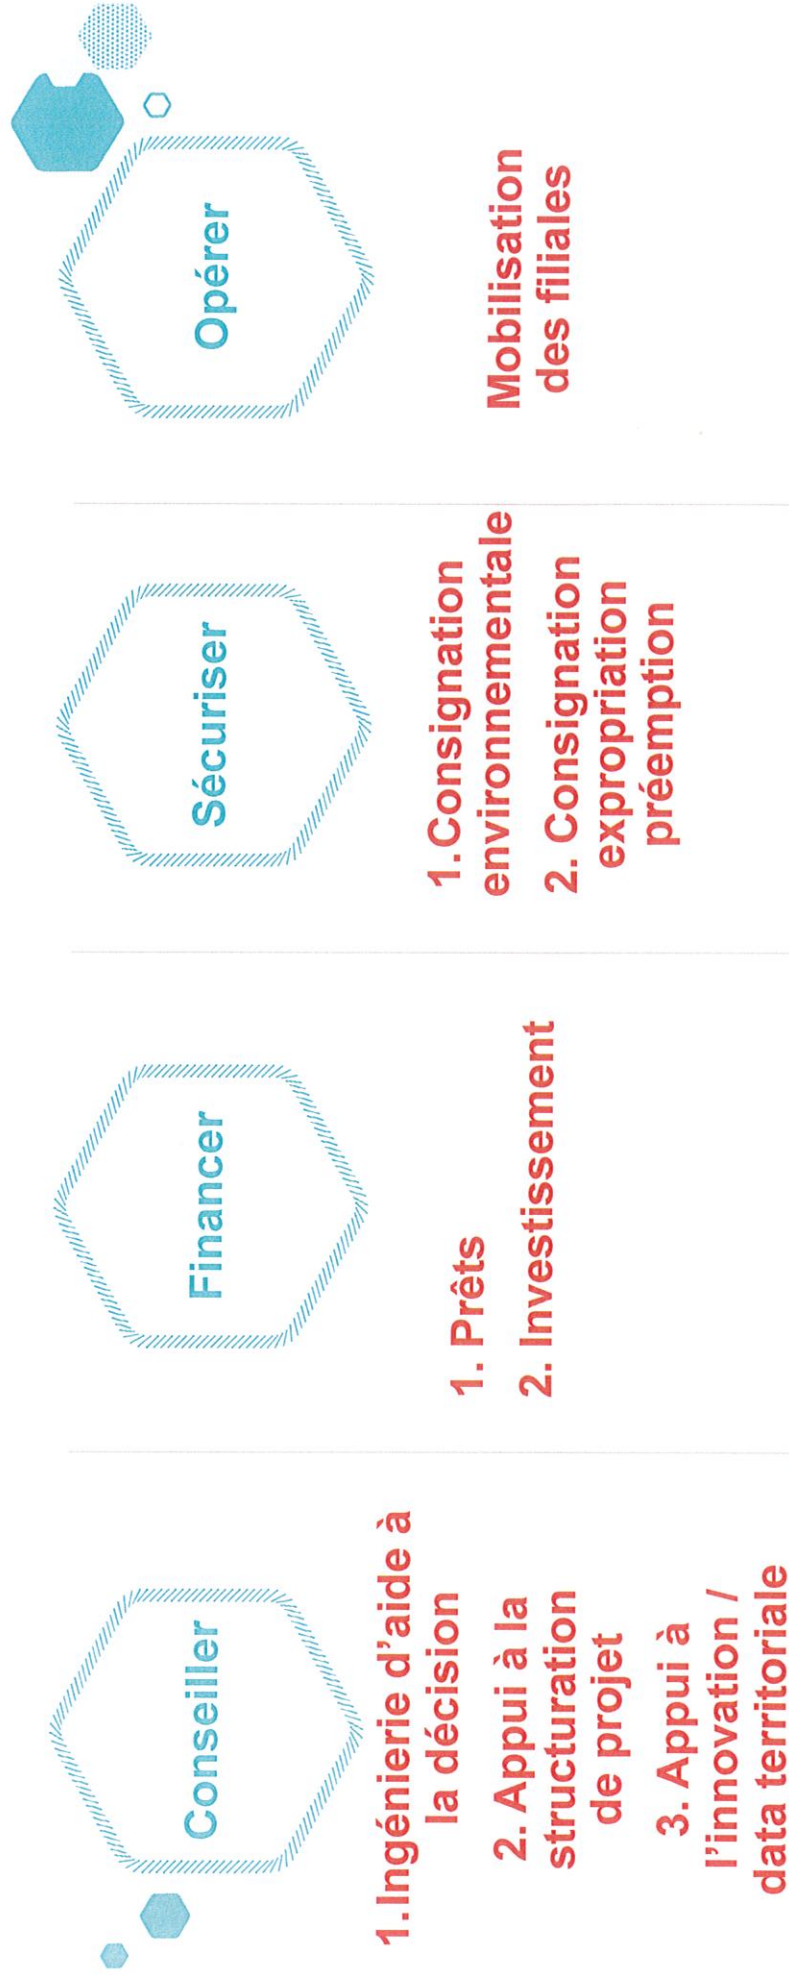 Conseiller
1.Ingénierie d'aide à
la décision
2. Appui à la
structuration
de projet
3. Appui à
l'innovation /
data territoriale
Financer
1. Prêts
2. Investissement
Sécuriser
1.Consignation
environnementale
2. Consignation
expropriation
préemption
Opérer
Mobilisation
des filiales